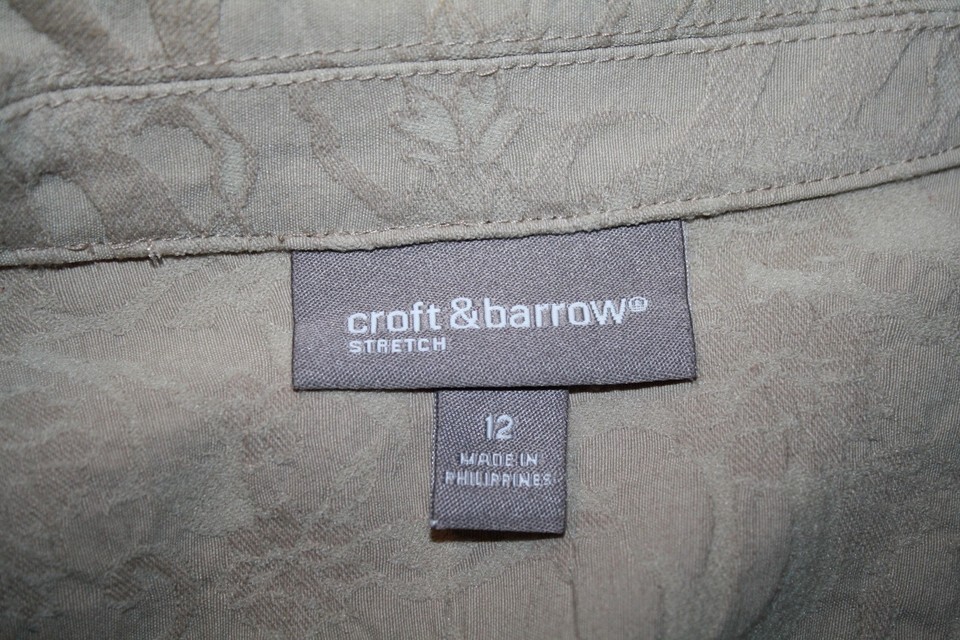 croft & barrow®
STRETCH
12
MADE IN
PHILIPPINES